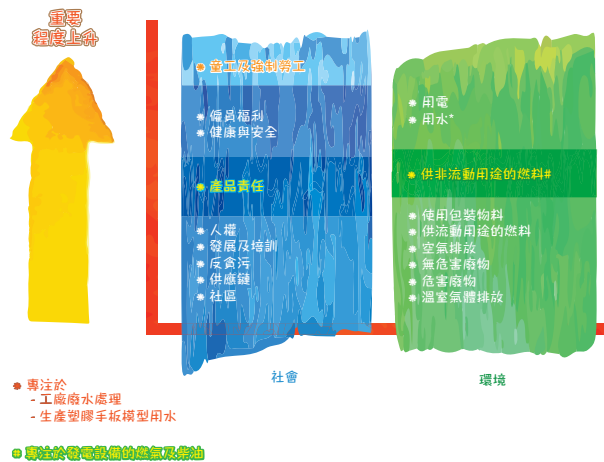 重要
程度上升
童工及強制勞工
僱員福利
健康與安全
產品責任
人權
發展及培訓
反貪污
供應鏈
社區
社會
用電
用水*
供非流動用途的燃料#
使用包裝物料
供流動用途的燃料
空氣排放
無危害廢物
危害廢物
溫室氣體排放
環境
專注於
- 工廠廢水處理
- 生產塑膠手板模型用水
# 專注於發電設備的燃氣及柴油